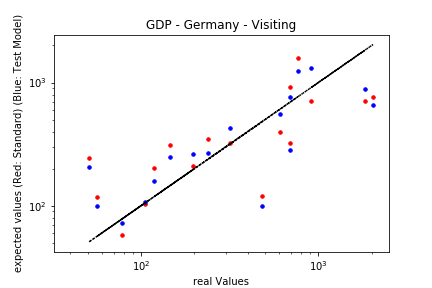 GDP - Germany - Visiting
expected values (Red: Standard) (Blue: Test Model)
10³
10²
10² 10³
real Values